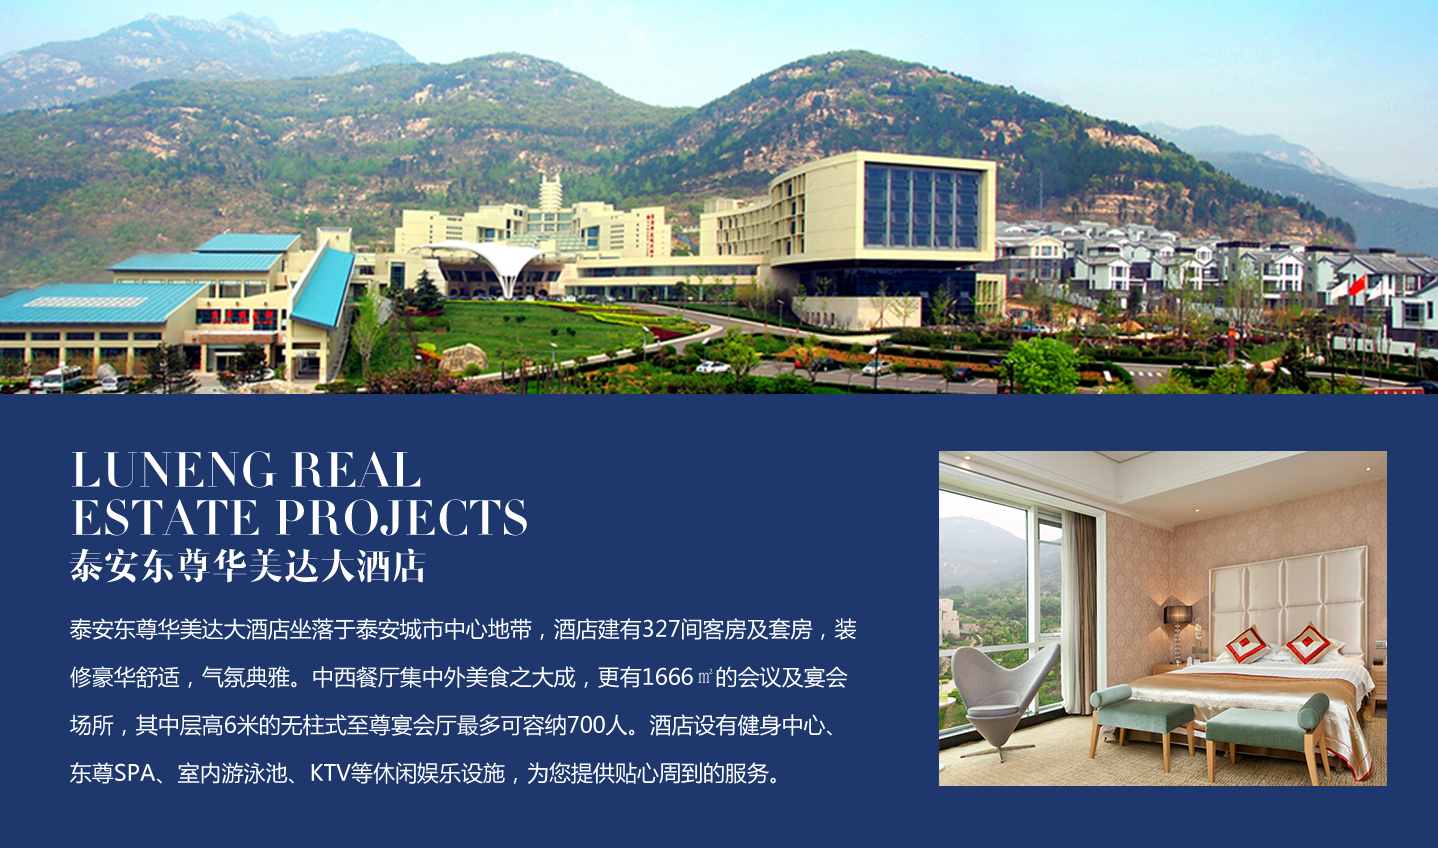 LUNENG REAL
ESTATE PROJECTS
泰安东尊华美达大酒店
泰安东尊华美达大酒店坐落于泰安城市中心地带，酒店建有327间客房及套房，装
修豪华舒适，气氛典雅。中西餐厅集中外美食之大成，更有1666㎡的会议及宴会
场所，其中层高6米的无柱式至尊宴会厅最多可容纳700人。酒店设有健身中心、
东尊SPA、室内游泳池、KTV等休闲娱乐设施，为您提供贴心周到的服务。